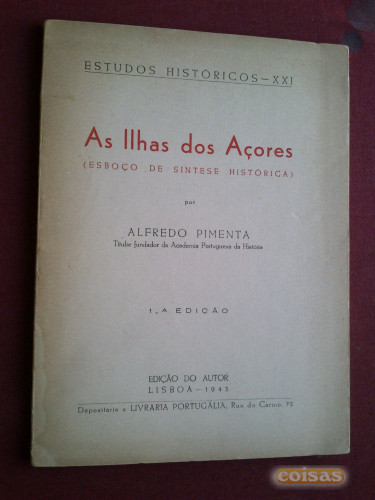 ESTUDOS HISTÓRICOS—XXI
As Ilhas dos Açores
(ESBOÇO DE SÍNTESE HISTÓRICA)
por
ALFREDO PIMENTA
Titular fundador da Academia Portuguesa da História
1.ª EDIÇÃO
EDIÇÃO DO AUTOR
LISBOA—1943
Depositária a LIVRARIA PORTUGÁLIA, Rua do Carmo, 75
coisas